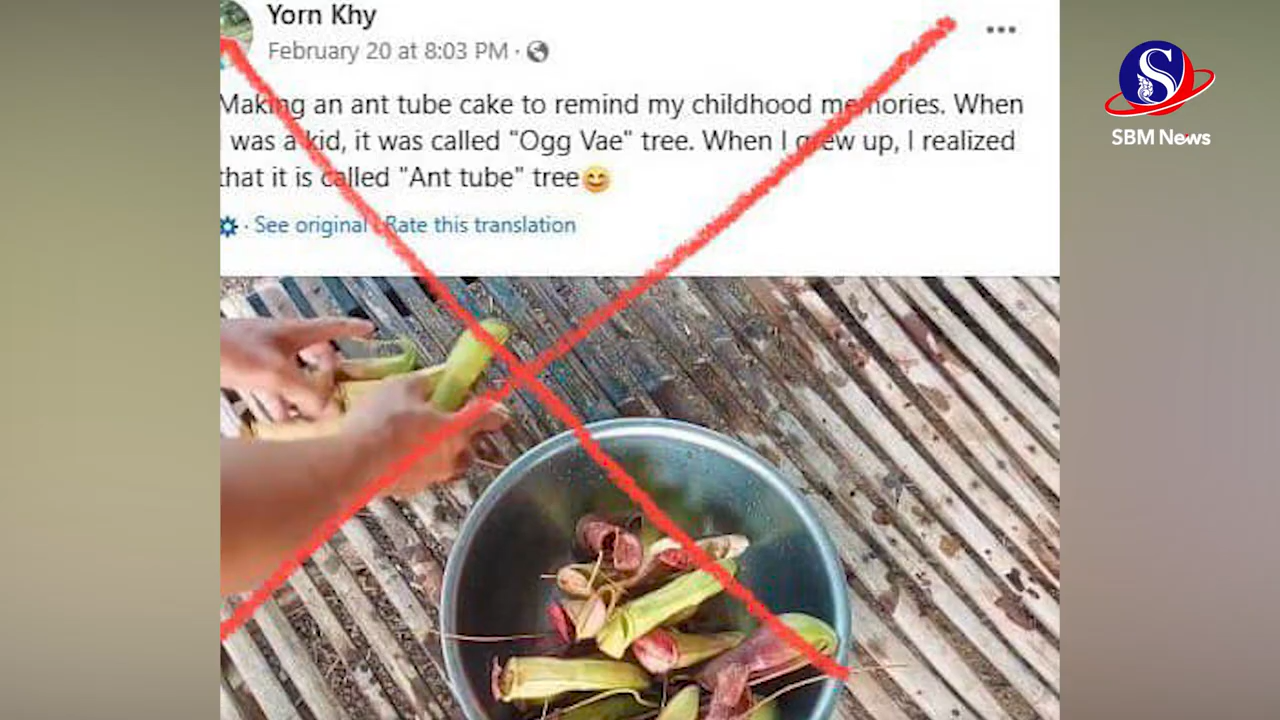 Yorn Khy
February 20 at 8:03 PM ·
Making an ant tube cake to remind my childhood memories. When
I was a kid, it was called "Ogg Vae" tree. When I grew up, I realized
that it is called "Ant tube" tree😊
· See original · Rate this translation
S
SBM News